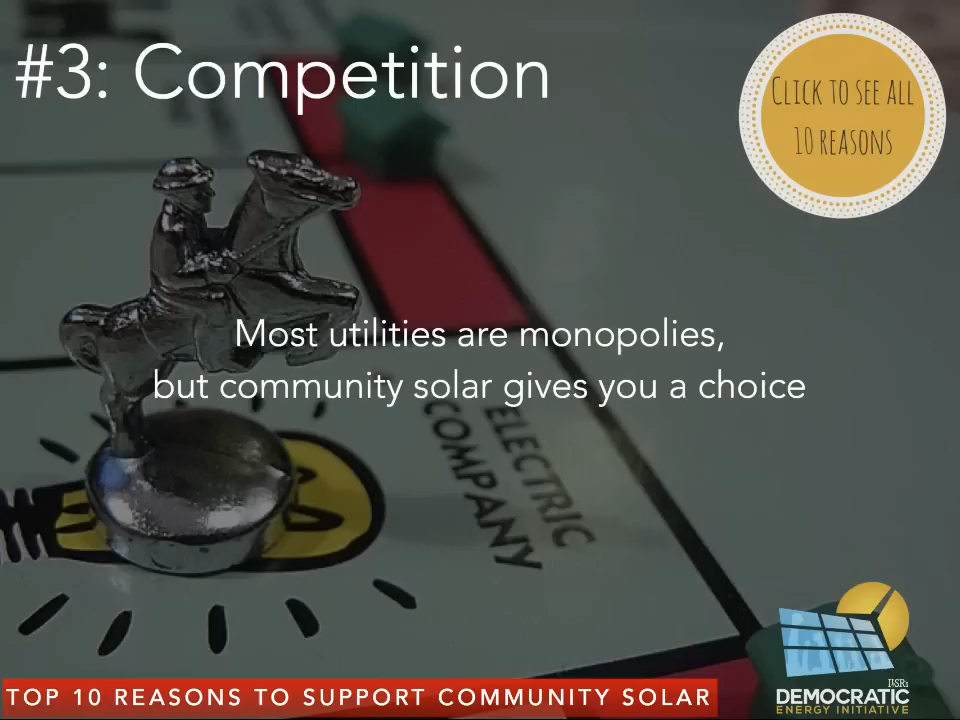 #3: Competition
CLICK TO SEE ALL
10 REASONS
Most utilities are monopolies,
but community solar gives you a choice
ELECTRIC
COMPANY
ILSR's
DEMOCRATIC
ENERGY INITIATIVE
TOP 10 REASONS TO SUPPORT COMMUNITY SOLAR